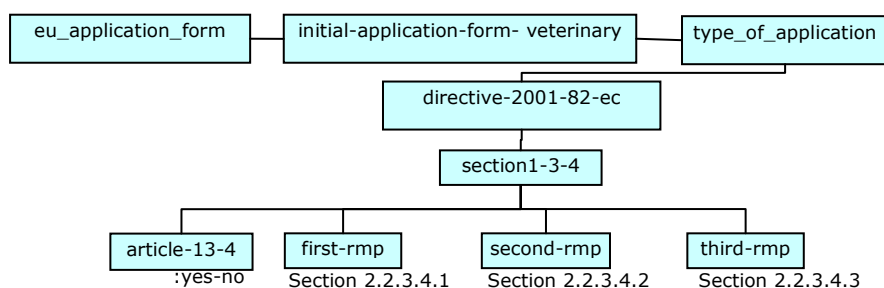 eu_application_form
initial-application-form- veterinary
type_of_application
directive-2001-82-ec
section1-3-4
article-13-4
first-rmp
second-rmp
third-rmp
:yes-no
Section 2.2.3.4.1
Section 2.2.3.4.2
Section 2.2.3.4.3